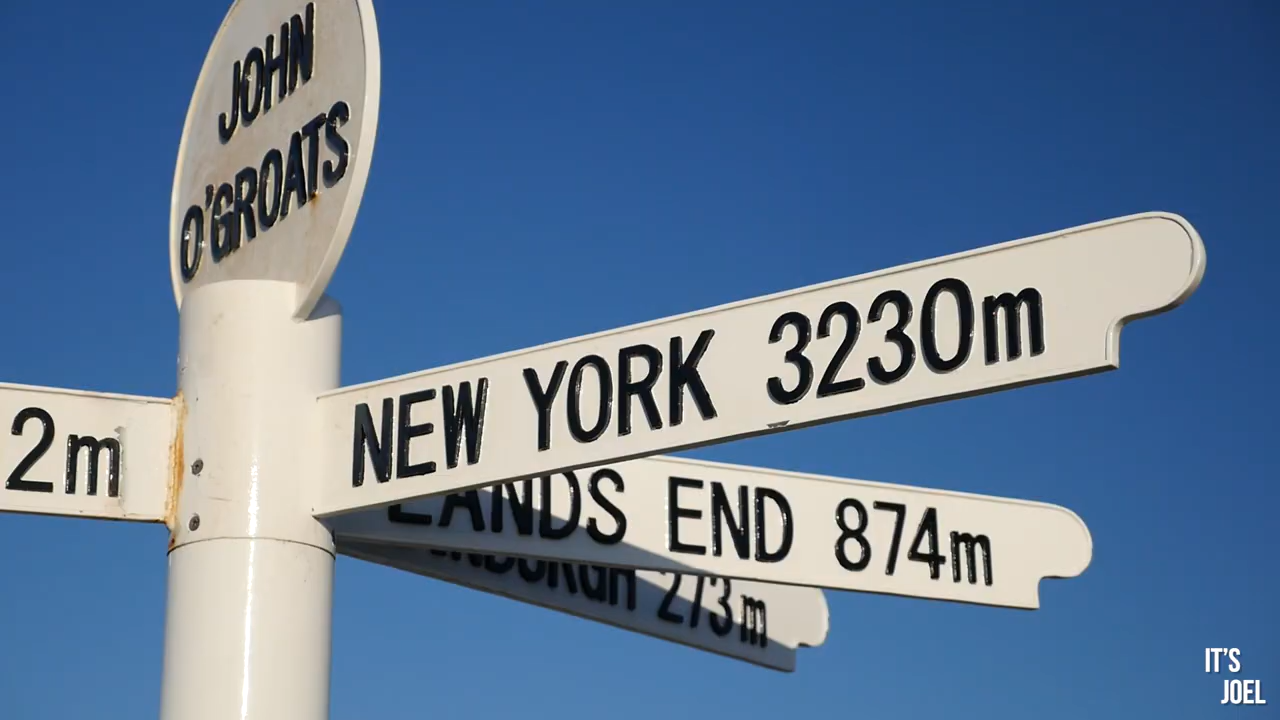 JOHN
O'GROATS
2m
NEW YORK 3230m
LANDS END 874m
273m
IT'S
JOEL